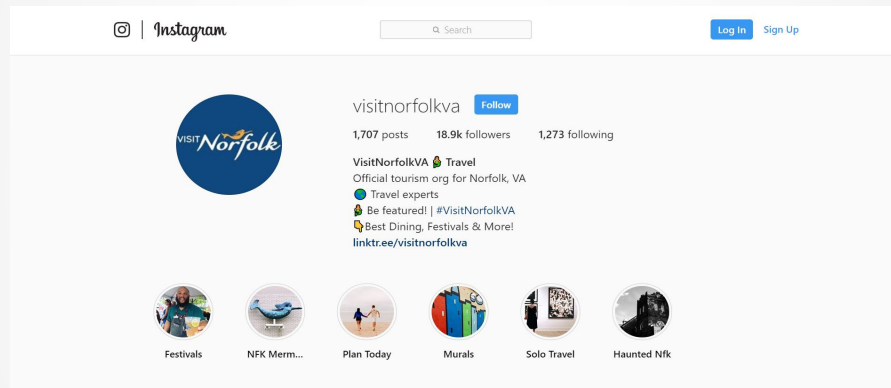 Instagram
Search
Log In
Sign Up
VISIT Norfolk
visitnorfolkva
Follow
1,707 posts 18.9k followers 1,273 following
VisitNorfolkVA 🧜‍♀️ Travel
Official tourism org for Norfolk, VA
🌎 Travel experts
🧜‍♀️ Be featured! | #VisitNorfolkVA
👇Best Dining, Festivals & More!
linktr.ee/visitnorfolkva
Festivals
NFK Merm...
Plan Today
Murals
Solo Travel
Haunted Nfk